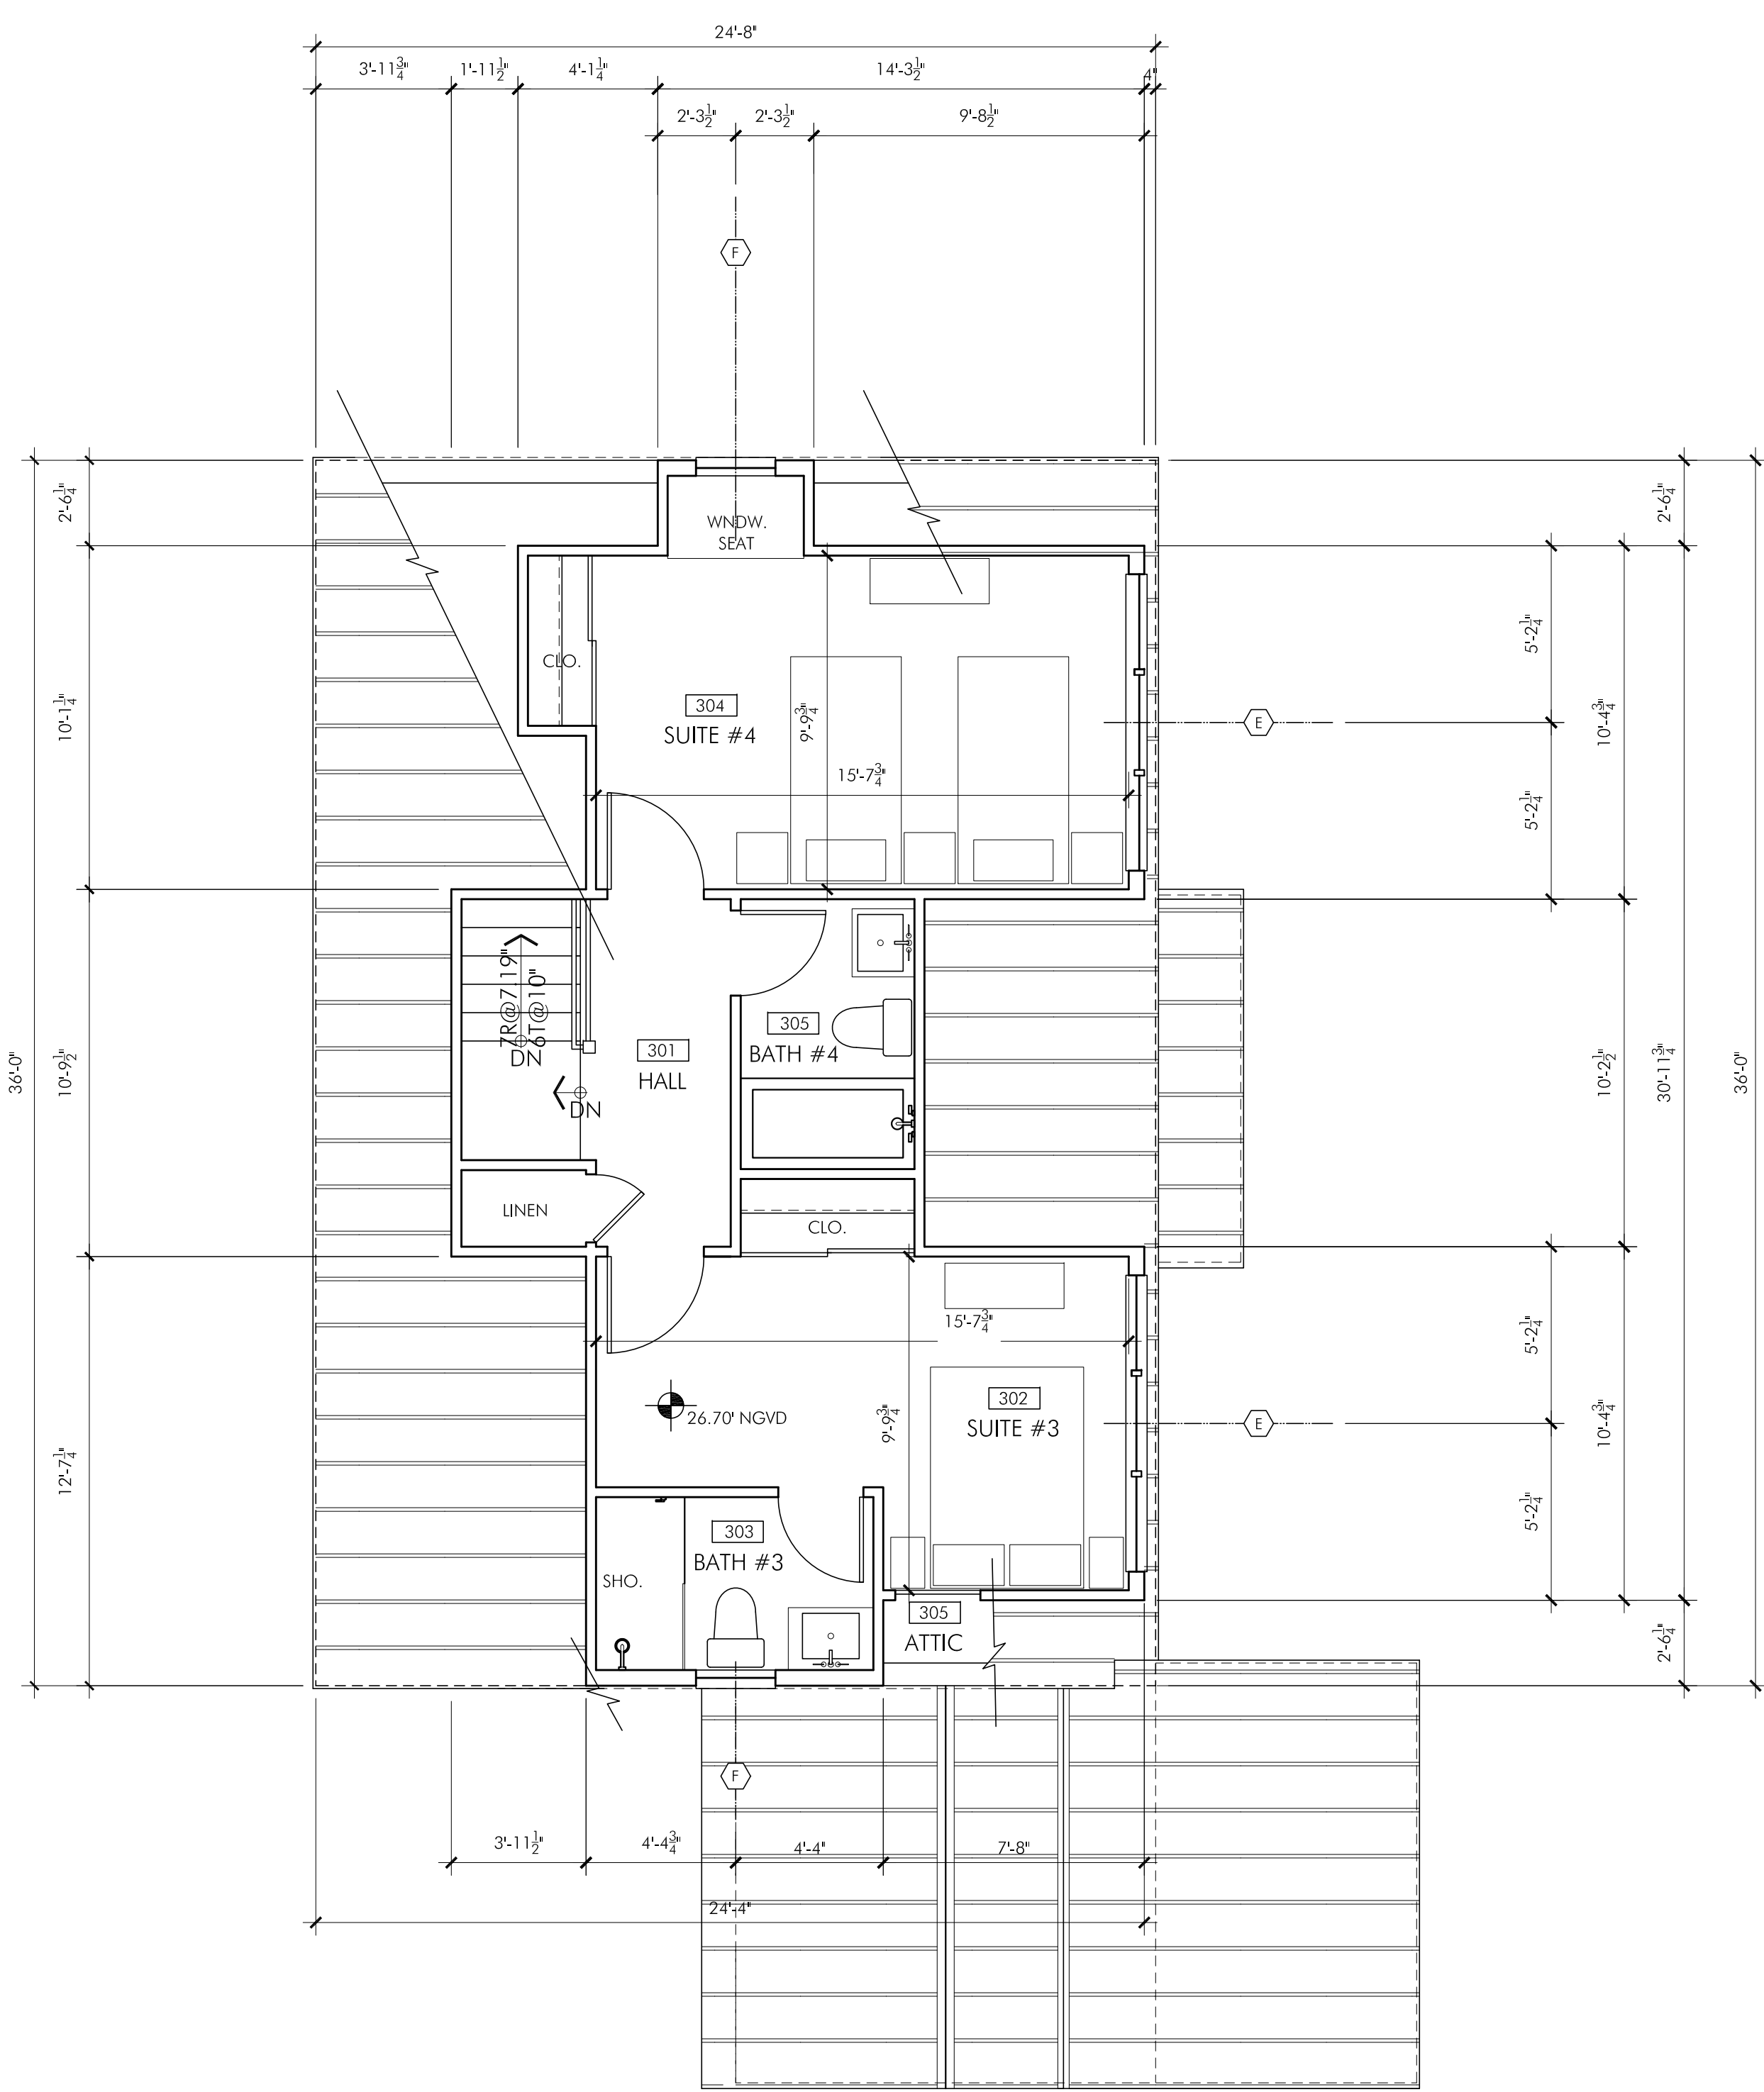 24'-8"
3'-11 3/4" 1'-11 1/2" 4'-1 1/4" 14'-3 1/2" 4"
2'-3 1/2" 2'-3 1/2" 9'-8 1/2"
F
2'-6 1/4"
2'-6 1/4"
WNDW.
SEAT
5'-2 1/4"
CLO.
304
SUITE #4
9'-9 3/4"
10'-1 1/4"
E
10'-4 3/4"
15'-7 3/4"
5'-2 1/4"
7R@7.19"
6T@10"
DN
305
BATH #4
301
HALL
DN
36'-0"
10'-9 1/2"
10'-2 1/2"
30'-11 3/4"
36'-0"
LINEN
CLO.
15'-7 3/4"
5'-2 1/4"
302
SUITE #3
9'-9 3/4"
26.70' NGVD
E
10'-4 3/4"
12'-7 1/4"
5'-2 1/4"
303
BATH #3
SHO.
305
ATTIC
2'-6 1/4"
F
3'-11 1/2" 4'-4 3/4" 4'-4" 7'-8"
24'-4"